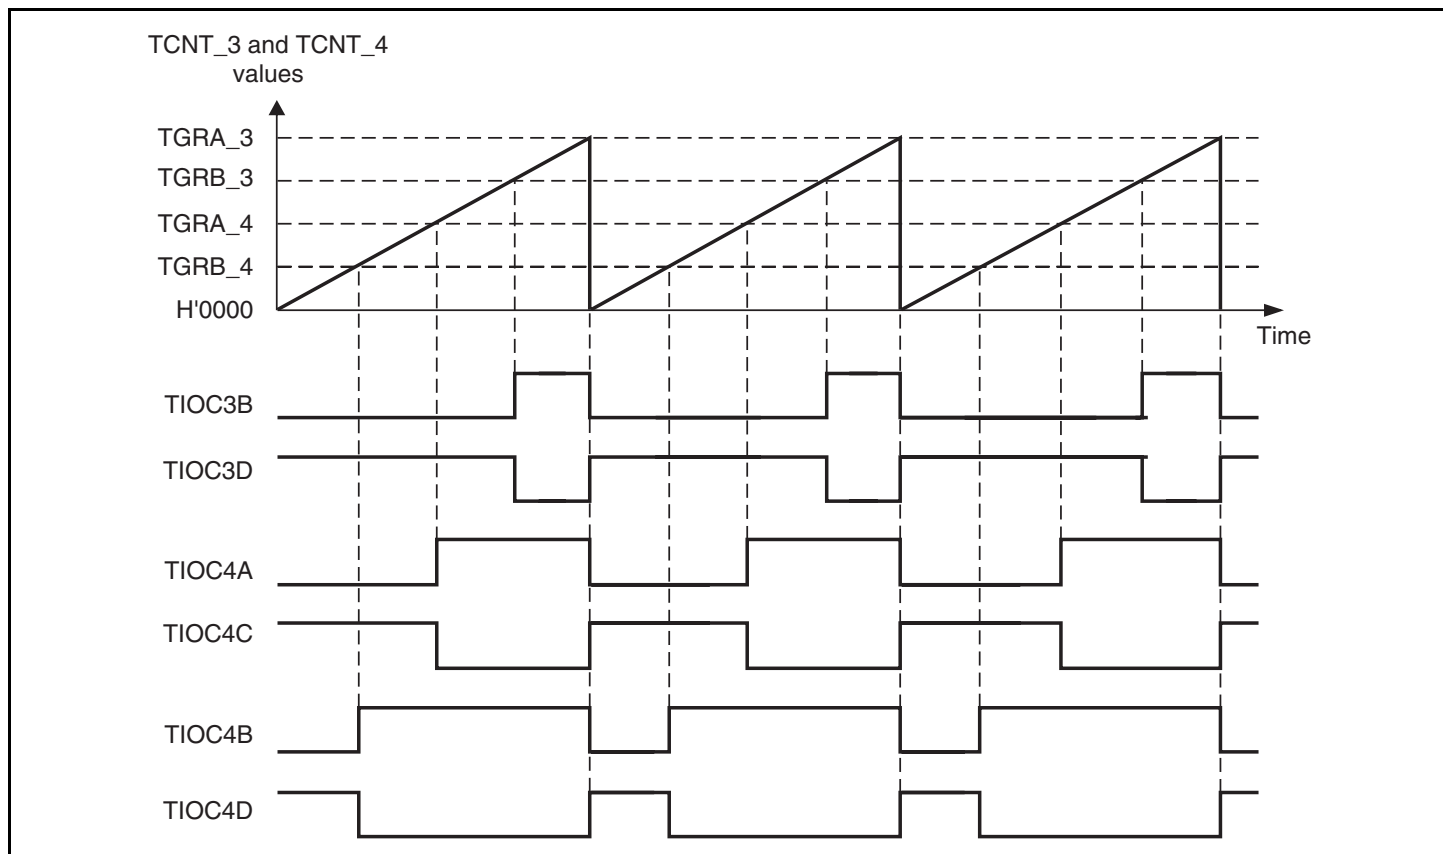 TCNT_3 and TCNT_4
values
TGRA_3
TGRB_3
TGRA_4
TGRB_4
H'0000
Time
TIOC3B
TIOC3D
TIOC4A
TIOC4C
TIOC4B
TIOC4D